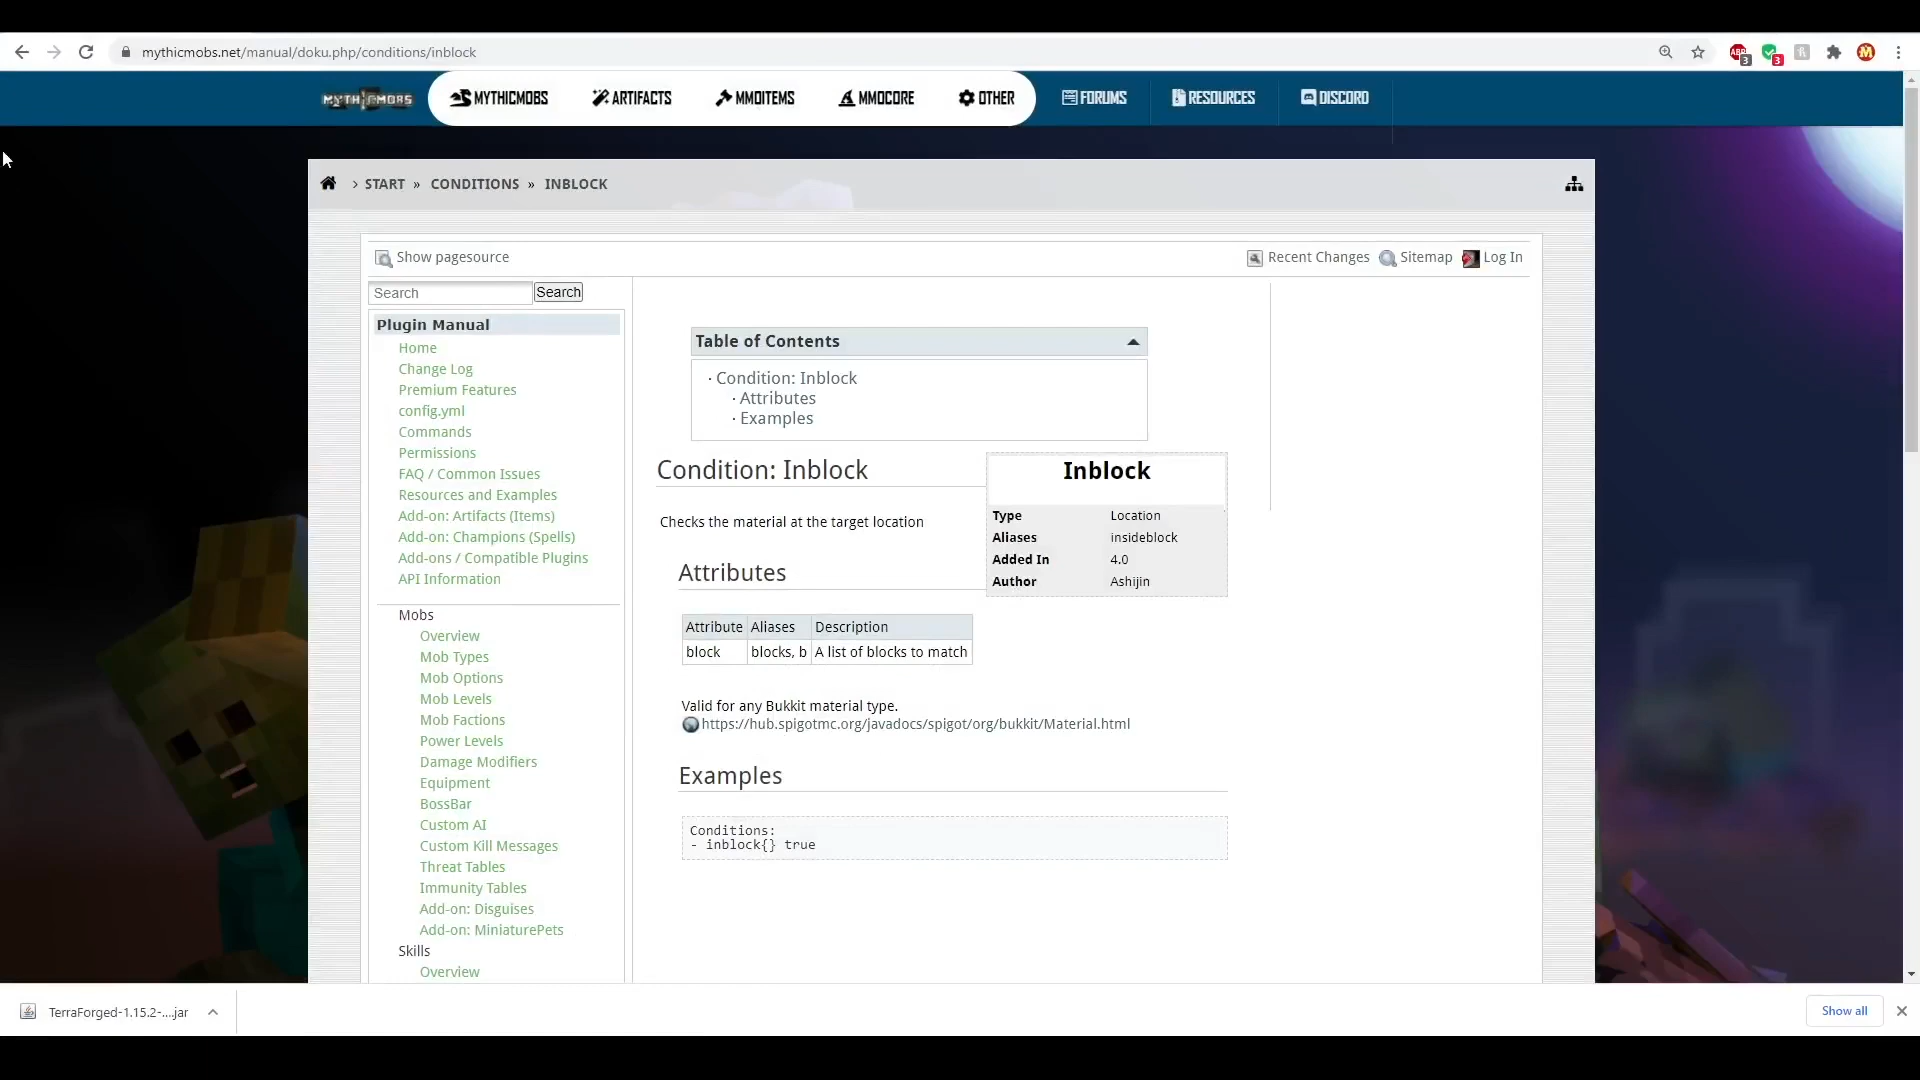 mythicmobs.net/manual/doku.php/conditions/inblock
MYTHICMOBS
MYTHICMOBS
ARTIFACTS
MMOITEMS
MMOCORE
OTHER
FORUMS
RESOURCES
DISCORD
› START » CONDITIONS » INBLOCK
Show pagesource
Recent Changes
Sitemap
Log In
Search
Search
Plugin Manual
Home
Change Log
Premium Features
config.yml
Commands
Permissions
FAQ / Common Issues
Resources and Examples
Add-on: Artifacts (Items)
Add-on: Champions (Spells)
Add-ons / Compatible Plugins
API Information
Mobs
Overview
Mob Types
Mob Options
Mob Levels
Mob Factions
Power Levels
Damage Modifiers
Equipment
BossBar
Custom AI
Custom Kill Messages
Threat Tables
Immunity Tables
Add-on: Disguises
Add-on: MiniaturePets
Skills
Overview
Table of Contents
· Condition: Inblock
· Attributes
· Examples
Condition: Inblock
Checks the material at the target location
Inblock
Type Location
Aliases insideblock
Added In 4.0
Author Ashijin
Attributes
Attribute Aliases Description
block blocks, b A list of blocks to match
Valid for any Bukkit material type.
https://hub.spigotmc.org/javadocs/spigot/org/bukkit/Material.html
Examples
Conditions:
- inblock{} true
TerraForged-1.15.2-....jar
Show all
ABP
3
3
M